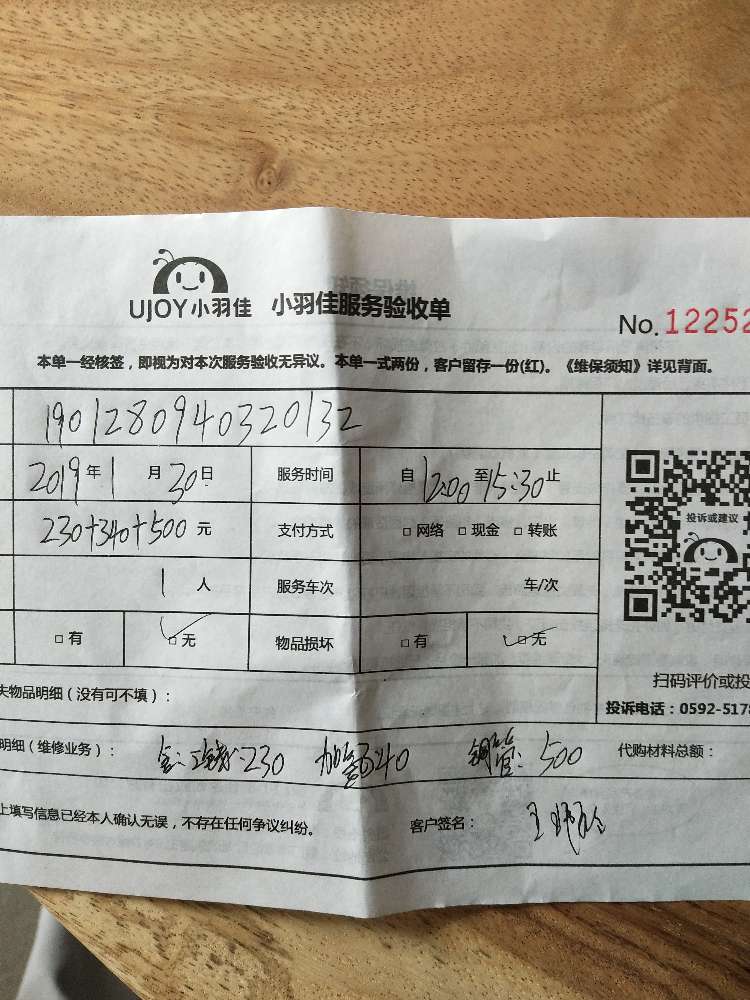 UJOY小羽佳 小羽佳服务验收单
No.12252
本单一经核签，即视为对本次服务验收无异议。本单一式两份，客户留存一份(红)。《维保须知》详见背面。
1901280940320132
2019年1月30日 服务时间 自12:00至15:30止
230+340+500元 支付方式 □网络 □现金 □转账
投诉或建议
1人 服务车次 车/次
□有 □无 物品损坏 □有 □无
扫码评价或投
失物品明细（没有可不填）：
投诉电话：0592-5178
明细（维修业务）： 230 340 铜管：500 代购材料总额：
上填写信息已经本人确认无误，不存在任何争议纠纷。 客户签名：